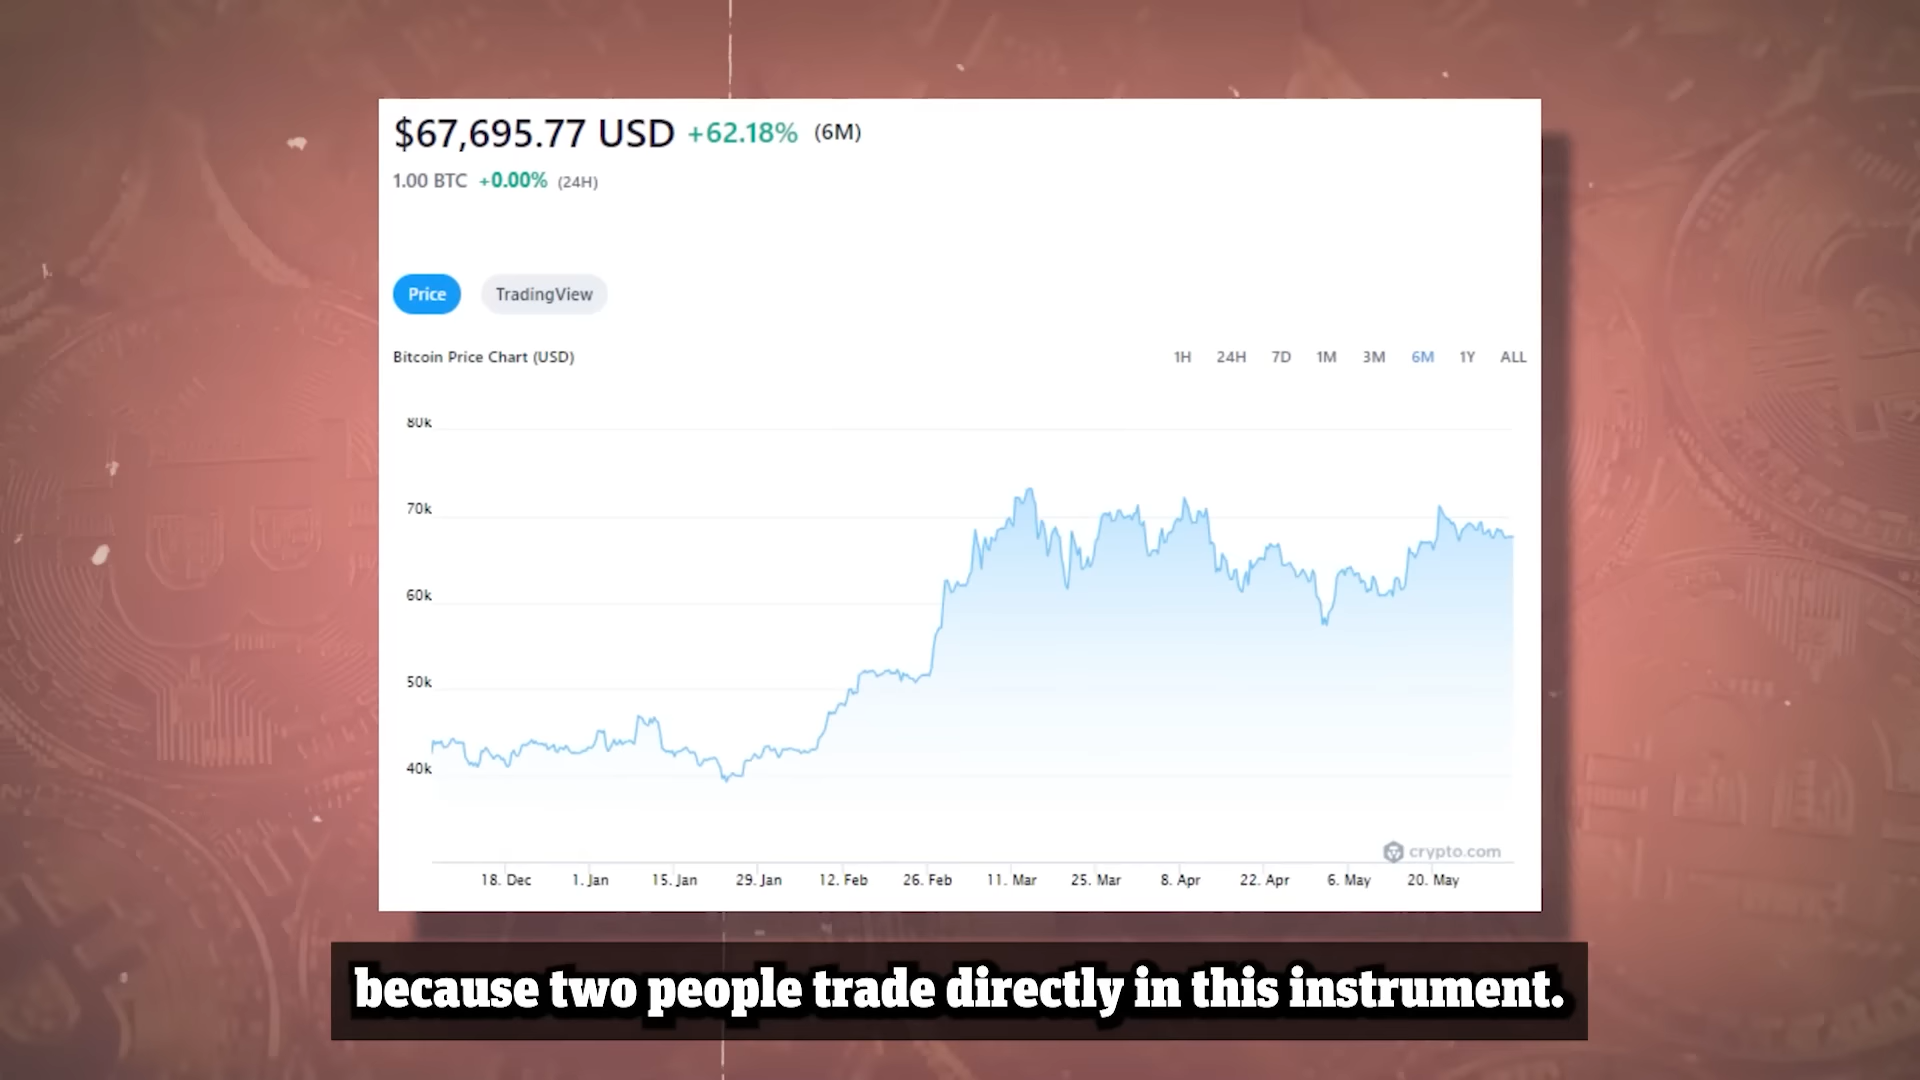 $67,695.77 USD +62.18% (6M)
1.00 BTC +0.00% (24H)
Price TradingView
Bitcoin Price Chart (USD) 1H 24H 7D 1M 3M 6M 1Y ALL
80k
70k
60k
50k
40k
crypto.com
18. Dec 1. Jan 15. Jan 29. Jan 12. Feb 26. Feb 11. Mar 25. Mar 8. Apr 22. Apr 6. May 20. May
because two people trade directly in this instrument.